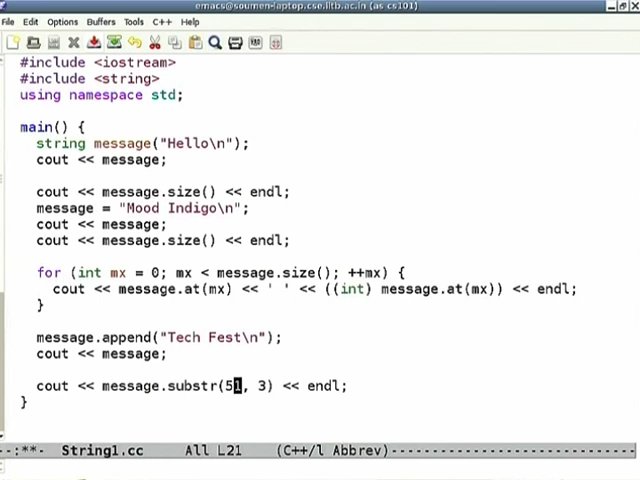 emacs@soumen-laptop.cse.iitb.ac.in (as cs101)
File Edit Options Buffers Tools C++ Help
#include <iostream>
#include <string>
using namespace std;
main() {
string message("Hello\n");
cout << message;
cout << message.size() << endl;
message = "Mood Indigo\n";
cout << message;
cout << message.size() << endl;
for (int mx = 0; mx < message.size(); ++mx) {
cout << message.at(mx) << ' ' << ((int) message.at(mx)) << endl;
}
message.append("Tech Fest\n");
cout << message;
cout << message.substr(51, 3) << endl;
}
--:**- String1.cc All L21 (C++/l Abbrev)------------------------------